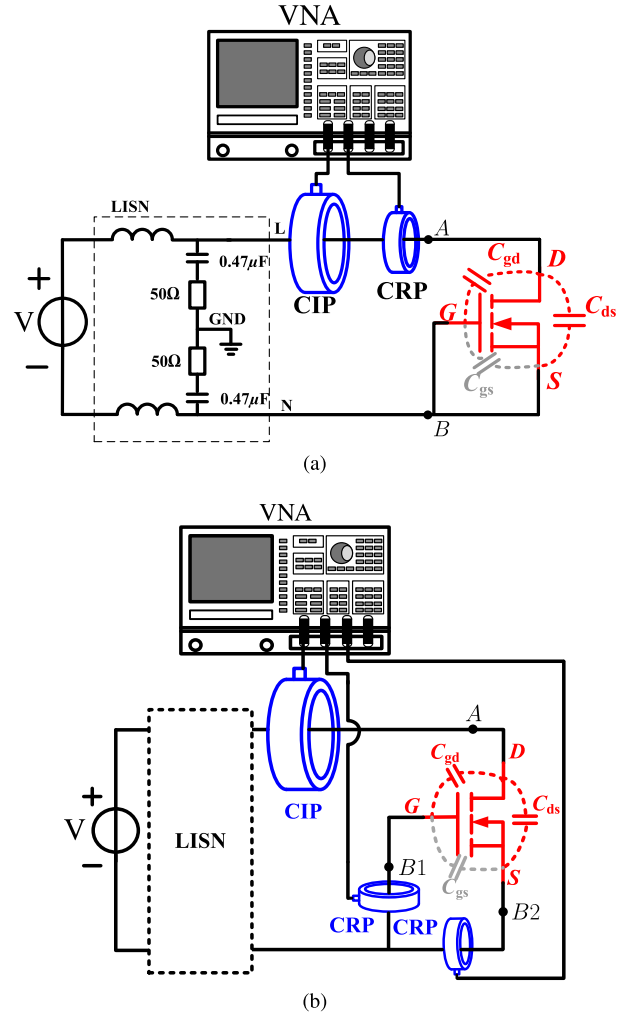 VNA
LISN
L
0.47µF
CIP
CRP
A
C_gd
D
50Ω
V
GND
G
C_ds
50Ω
C_gs
S
0.47µF
N
B
(a)
VNA
A
C_gd
D
CIP
G
C_ds
V
LISN
B1
C_gs
S
CRP
CRP
B2
(b)